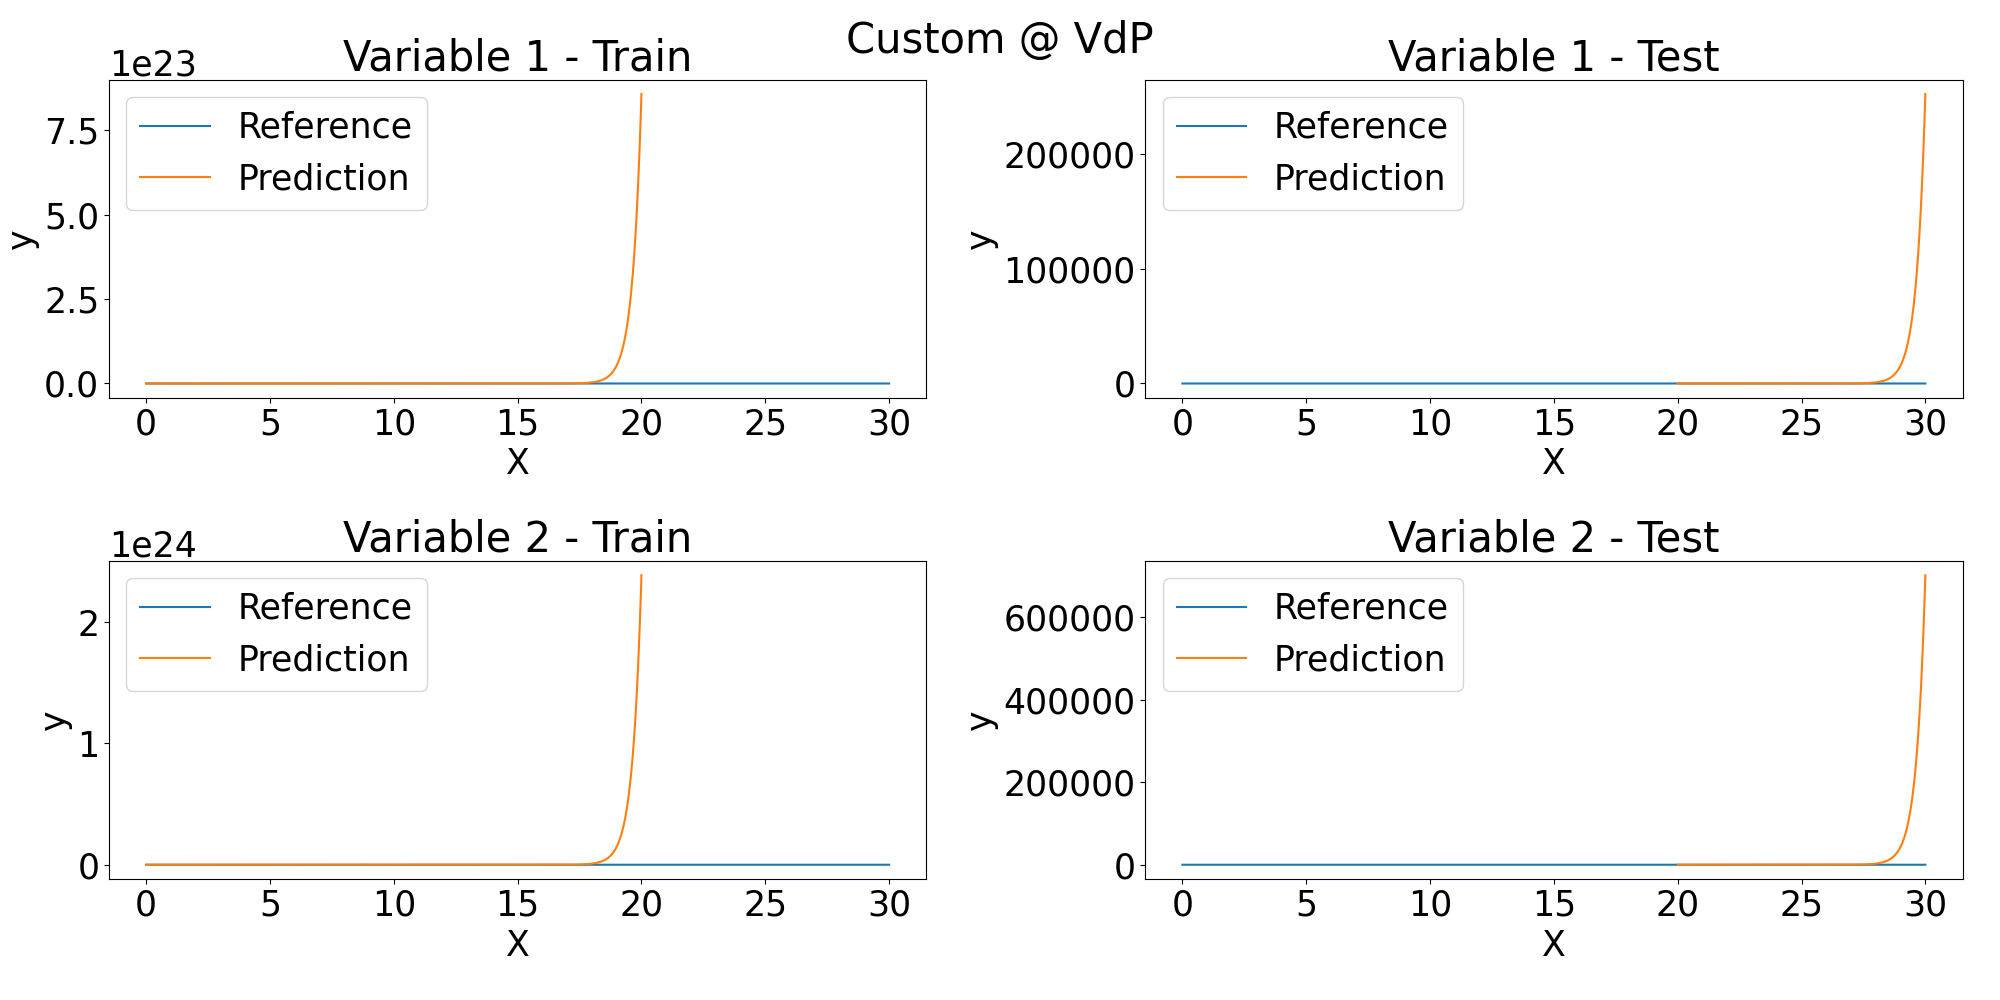 Custom @ VdP
Variable 1 - Train
1e23
7.5
5.0
2.5
0.0
y
Reference
Prediction
0 5 10 15 20 25 30
X
Variable 1 - Test
200000
100000
0
y
Reference
Prediction
0 5 10 15 20 25 30
X
Variable 2 - Train
1e24
2
1
0
y
Reference
Prediction
0 5 10 15 20 25 30
X
Variable 2 - Test
600000
400000
200000
0
y
Reference
Prediction
0 5 10 15 20 25 30
X